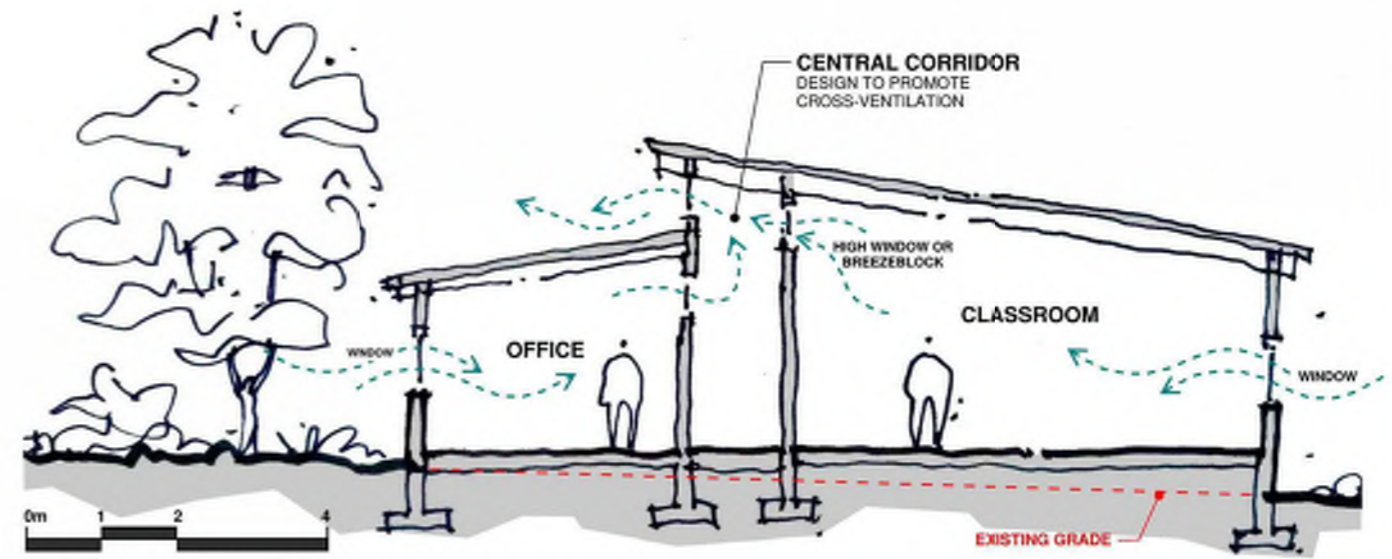 CENTRAL CORRIDOR
DESIGN TO PROMOTE
CROSS-VENTILATION
HIGH WINDOW OR
BREEZEBLOCK
CLASSROOM
WINDOW
OFFICE
WINDOW
0m 1 2 4
EXISTING GRADE